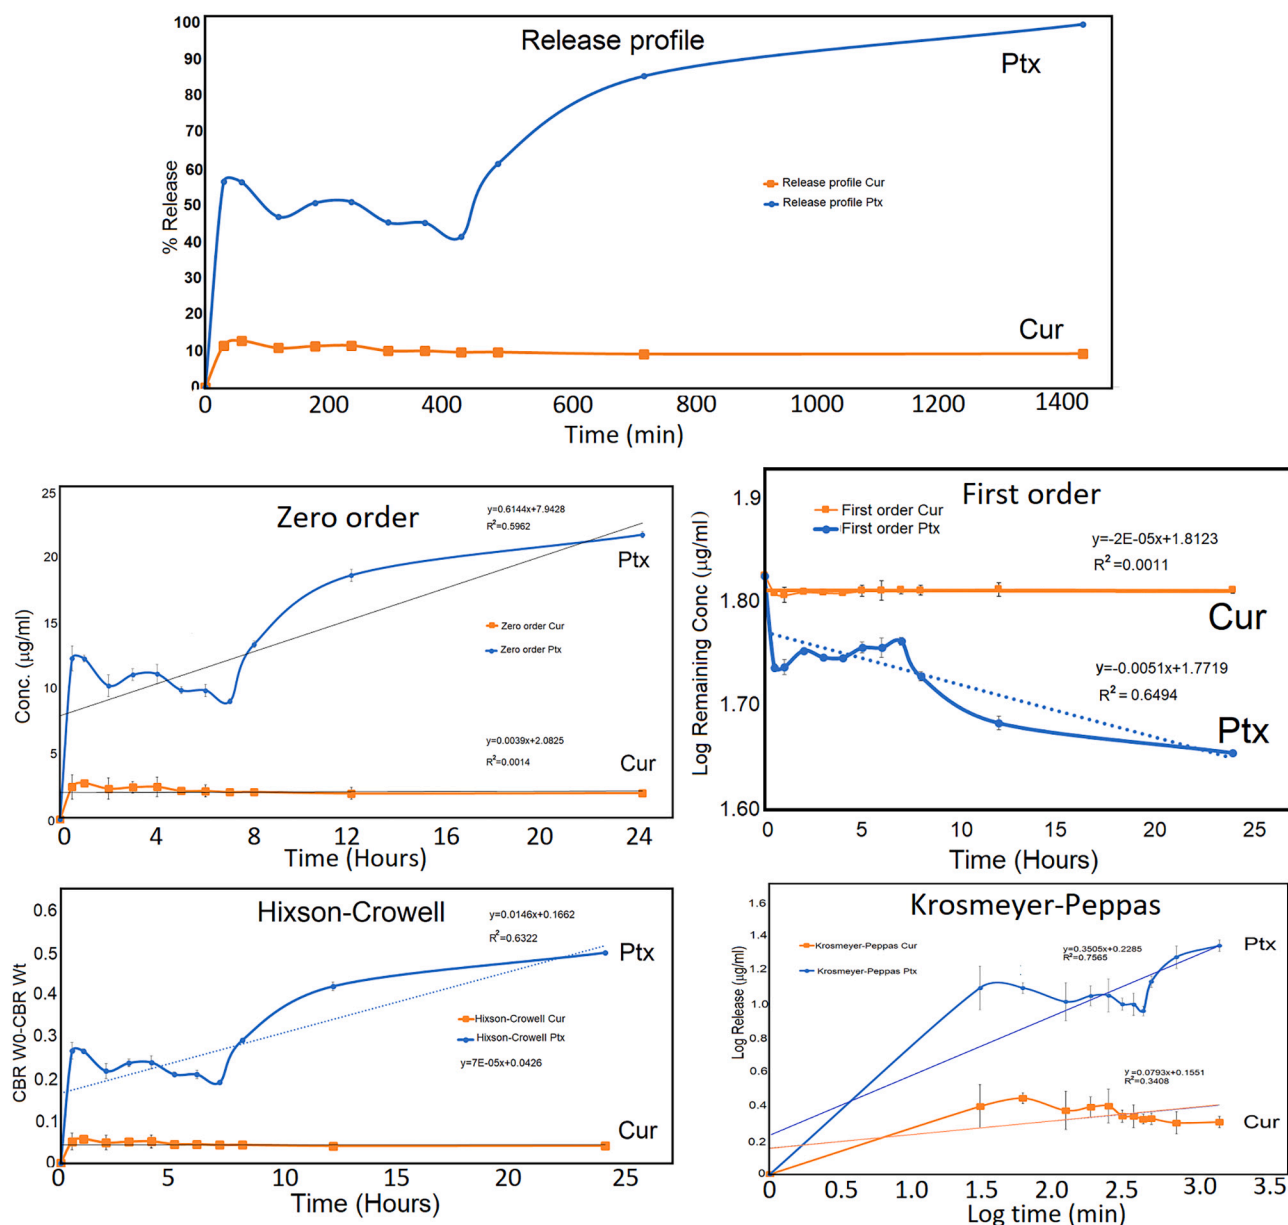 Release profile
Ptx
% Release
100
90
80
70
60
50
40
30
20
10
0
Release profile Cur
Release profile Ptx
Cur
0 200 400 600 800 1000 1200 1400
Time (min)
Zero order
y=0.6144x+7.9428
R²=0.5962
Ptx
Conc. (µg/ml)
25
20
15
10
5
0
Zero order Cur
Zero order Ptx
y=0.0039x+2.0825
R²=0.0014
Cur
0 4 8 12 16 20 24
Time (Hours)
First order
First order Cur
First order Ptx
y=-2E-05x+1.8123
R²=0.0011
Cur
Log Remaining Conc (µg/ml)
1.9
1.80
1.70
1.60
y=-0.0051x+1.7719
R²=0.6494
Ptx
0 5 10 15 20 25
Time (Hours)
Hixson-Crowell
y=0.0146x+0.1662
R²=0.6322
Ptx
CBR W0-CBR Wt
0.6
0.5
0.4
0.3
0.2
0.1
0
Hixson-Crowell Cur
Hixson-Crowell Ptx
y=7E-05x+0.0426
Cur
0 5 10 15 20 25
Time (Hours)
Krosmeyer-Peppas
Krosmeyer-Peppas Cur
Krosmeyer-Peppas Ptx
y=0.3505x+0.2285
R²=0.7565
Ptx
Log Release (µg/ml)
1.6
1.4
1.2
1.0
0.8
0.6
0.4
0.2
0
y=0.0793x+0.1551
R²=0.3408
Cur
0 0.5 1.0 1.5 2.0 2.5 3.0 3.5
Log time (min)